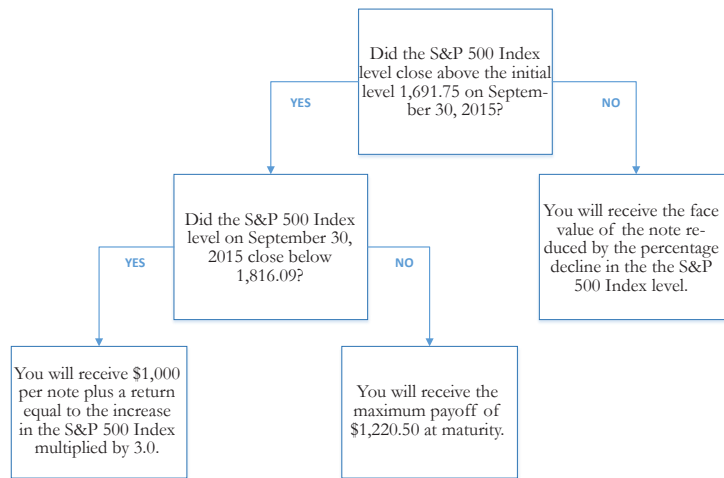 Did the S&P 500 Index
level close above the initial
level 1,691.75 on Septem-
ber 30, 2015?
YES
NO
Did the S&P 500 Index
level on September 30,
2015 close below
1,816.09?
You will receive the face
value of the note re-
duced by the percentage
decline in the the S&P
500 Index level.
YES
NO
You will receive $1,000
per note plus a return
equal to the increase
in the S&P 500 Index
multiplied by 3.0.
You will receive the
maximum payoff of
$1,220.50 at maturity.